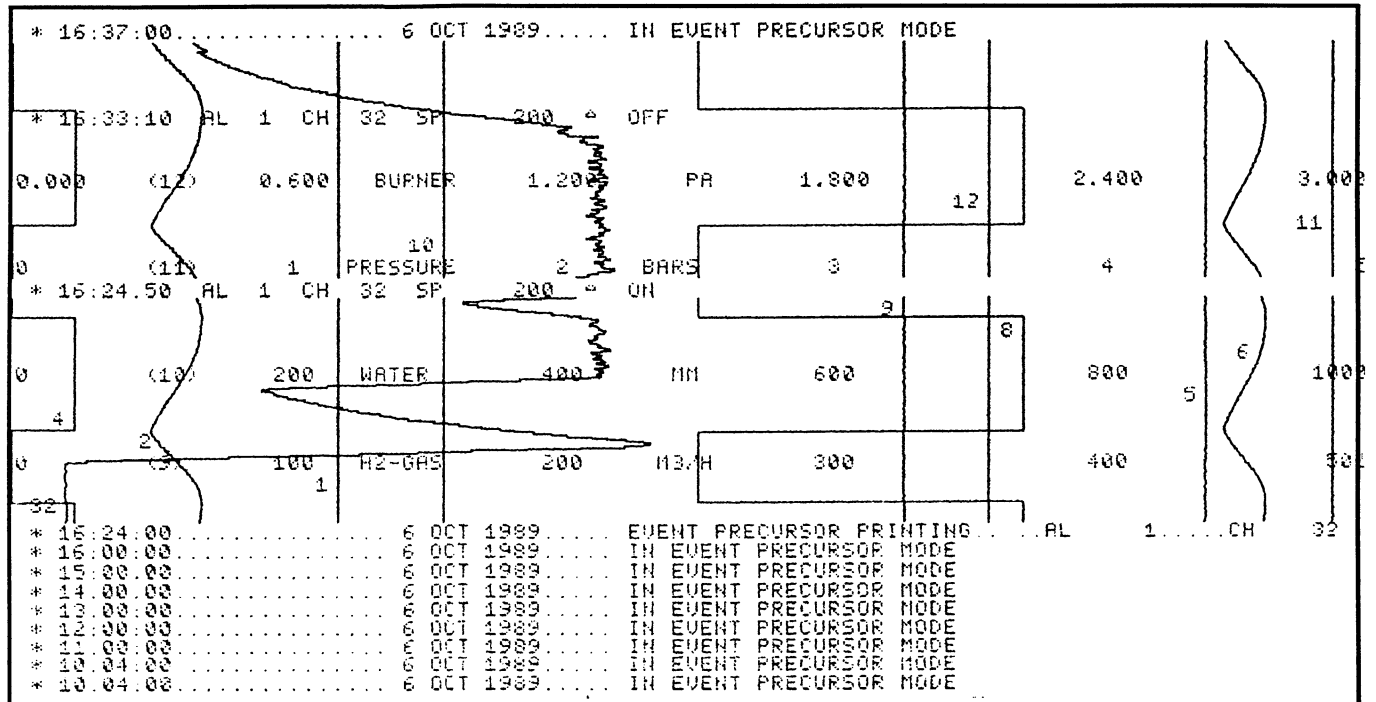 * 16:37:00................ 6 OCT 1989..... IN EVENT PRECURSOR MODE
* 16:33:10 AL 1 CH 32 SP 200 OFF
0.000 (12) 0.600 BURNER 1.200 PA 1.800 2.400 3.000
12
11
10
0 (11) 1 PRESSURE 2 BARS 3 4
* 16:24.50 AL 1 CH 32 SP 200 ON
9
8
6
0 (10) 200 WATER 400 MM 600 800 1000
5
4
2
0 (9) 100 H2-GAS 200 M3/H 300 400 50
1
32
* 16:24:00................ 6 OCT 1989...... EVENT PRECURSOR PRINTING......AL 1.....CH 32
* 16:00:00................ 6 OCT 1989..... IN EVENT PRECURSOR MODE
* 15:00.00................ 6 OCT 1989..... IN EVENT PRECURSOR MODE
* 14:00:00................ 6 OCT 1989..... IN EVENT PRECURSOR MODE
* 13.00:00................ 6 OCT 1989..... IN EVENT PRECURSOR MODE
* 12:00:00................ 6 OCT 1989..... IN EVENT PRECURSOR MODE
* 11.00:00................ 6 OCT 1989..... IN EVENT PRECURSOR MODE
* 10.04:00................ 6 OCT 1989..... IN EVENT PRECURSOR MODE
* 10.04:00................ 6 OCT 1989..... IN EVENT PRECURSOR MODE